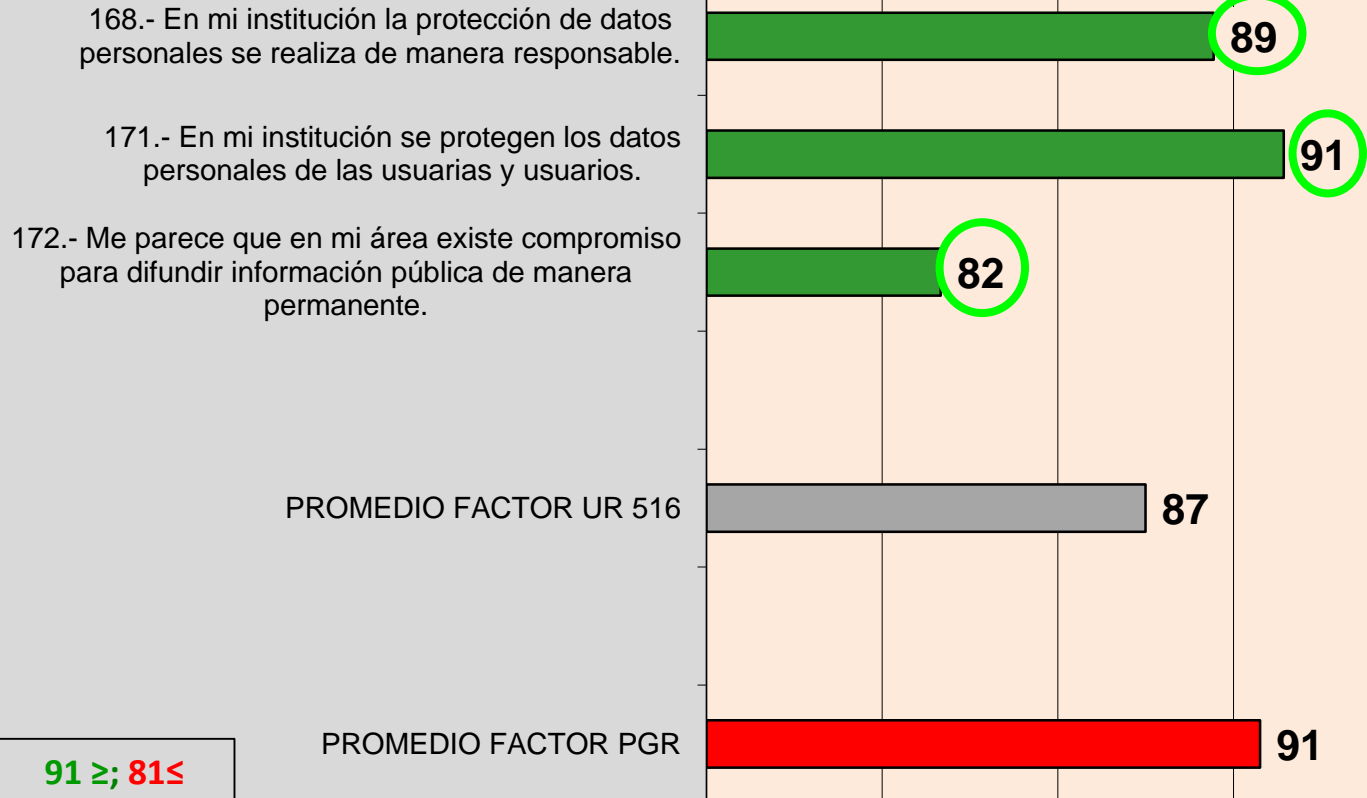 168.- En mi institución la protección de datos
personales se realiza de manera responsable.
89
171.- En mi institución se protegen los datos
personales de las usuarias y usuarios.
91
172.- Me parece que en mi área existe compromiso
para difundir información pública de manera
permanente.
82
PROMEDIO FACTOR UR 516
87
PROMEDIO FACTOR PGR
91
91 ≥; 81≤